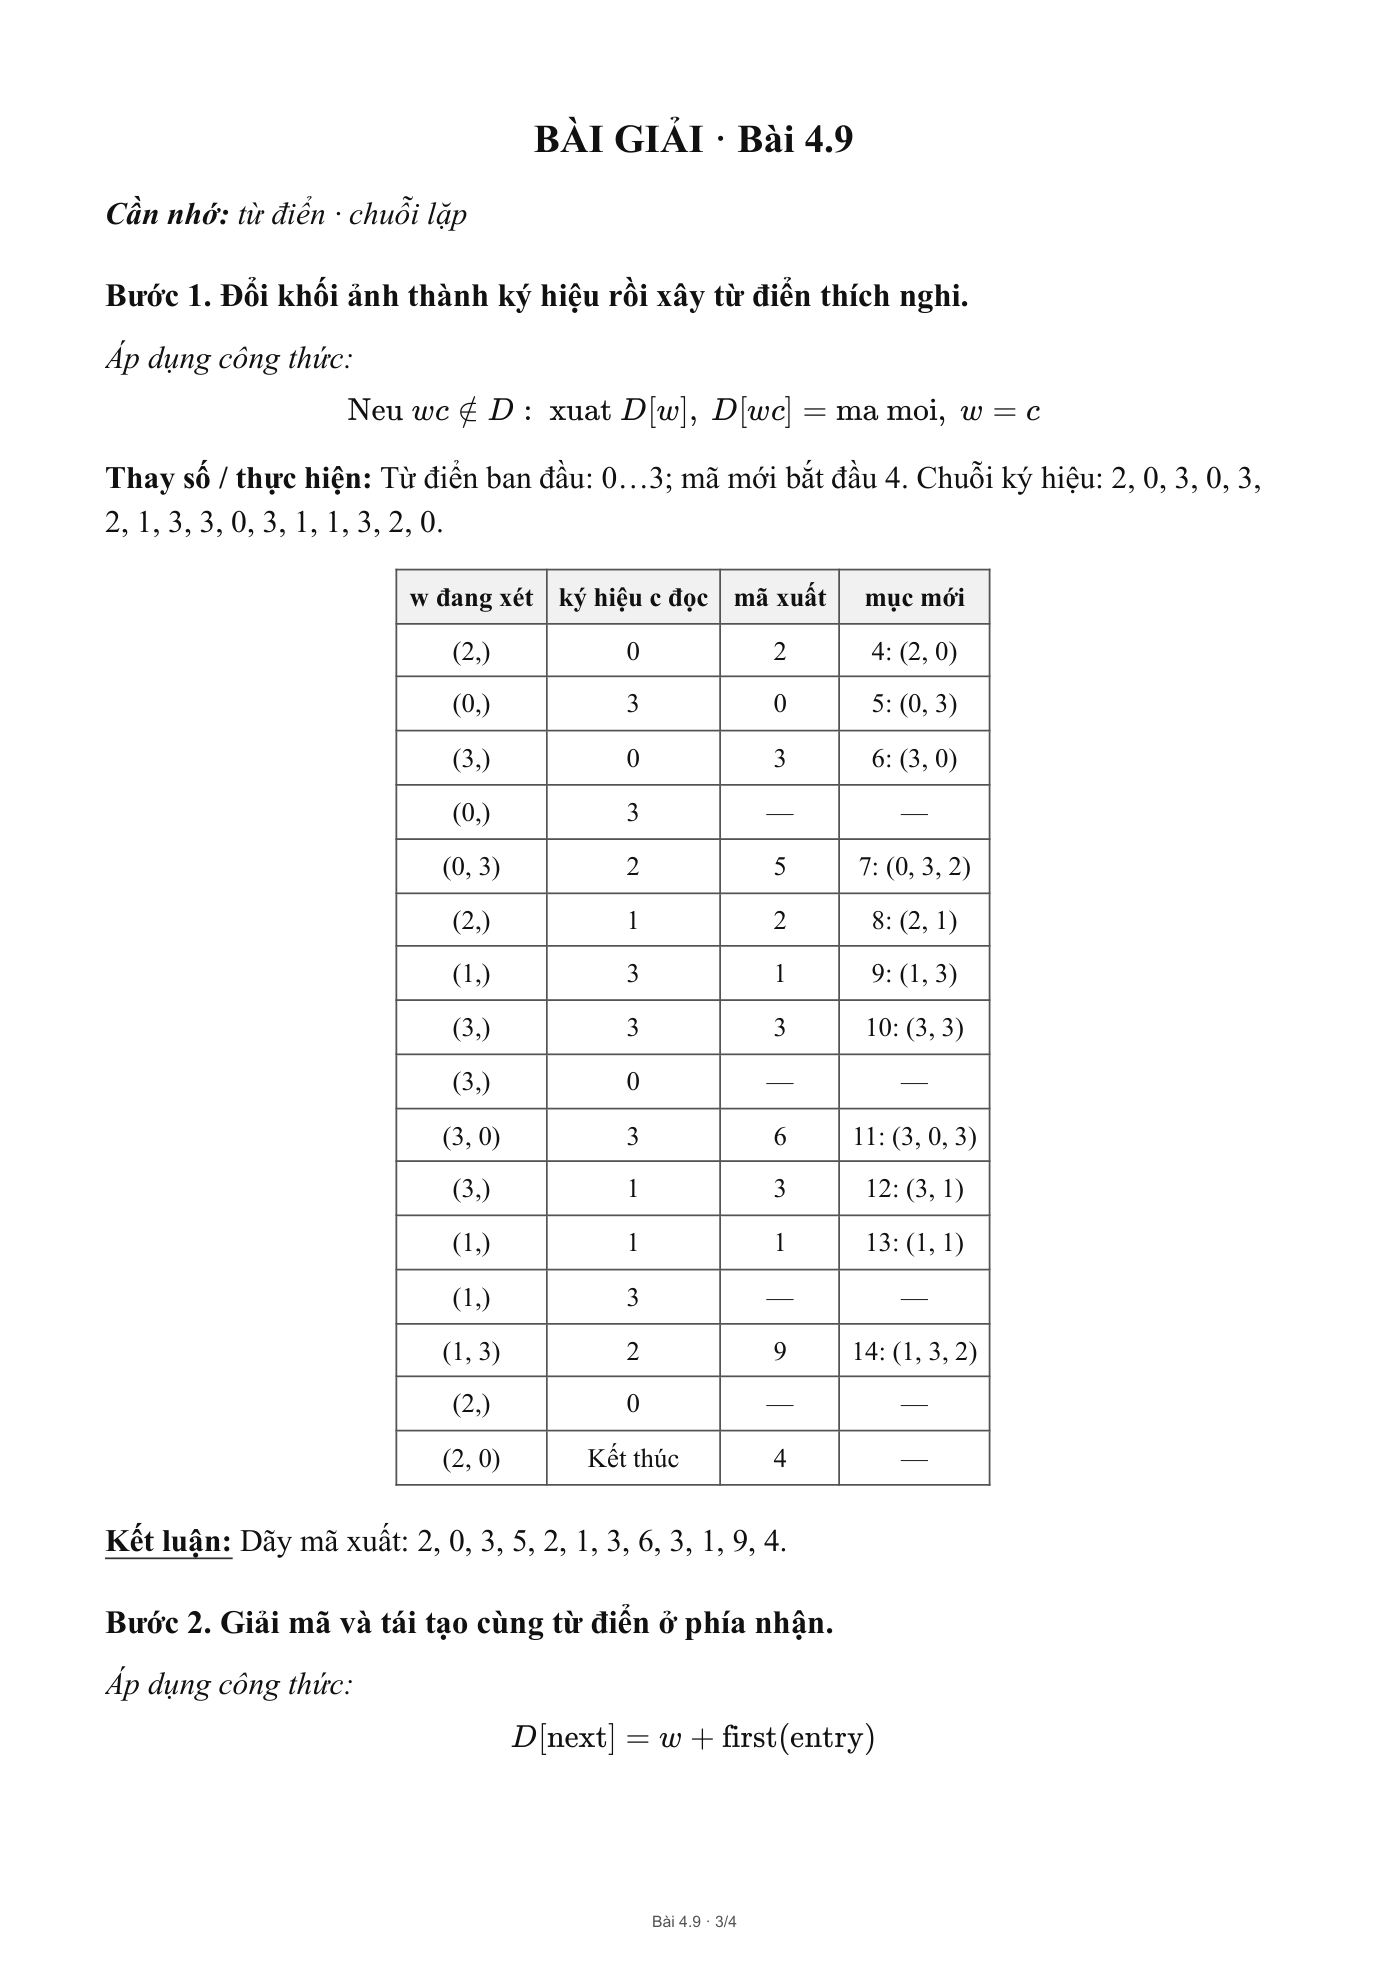 BÀI GIẢI · Bài 4.9
Cần nhớ: từ điển · chuỗi lặp
Bước 1. Đổi khối ảnh thành ký hiệu rồi xây từ điển thích nghi.
Áp dụng công thức:
Neu wc ∉ D : xuat D[w], D[wc] = ma moi, w = c
Thay số / thực hiện: Từ điển ban đầu: 0…3; mã mới bắt đầu 4. Chuỗi ký hiệu: 2, 0, 3, 0, 3,
2, 1, 3, 3, 0, 3, 1, 1, 3, 2, 0.
w đang xét ký hiệu c đọc mã xuất mục mới
(2,) 0 2 4: (2, 0)
(0,) 3 0 5: (0, 3)
(3,) 0 3 6: (3, 0)
(0,) 3 — —
(0, 3) 2 5 7: (0, 3, 2)
(2,) 1 2 8: (2, 1)
(1,) 3 1 9: (1, 3)
(3,) 3 3 10: (3, 3)
(3,) 0 — —
(3, 0) 3 6 11: (3, 0, 3)
(3,) 1 3 12: (3, 1)
(1,) 1 1 13: (1, 1)
(1,) 3 — —
(1, 3) 2 9 14: (1, 3, 2)
(2,) 0 — —
(2, 0) Kết thúc 4 —
Kết luận: Dãy mã xuất: 2, 0, 3, 5, 2, 1, 3, 6, 3, 1, 9, 4.
Bước 2. Giải mã và tái tạo cùng từ điển ở phía nhận.
Áp dụng công thức:
D[next] = w + first(entry)
Bài 4.9 · 3/4